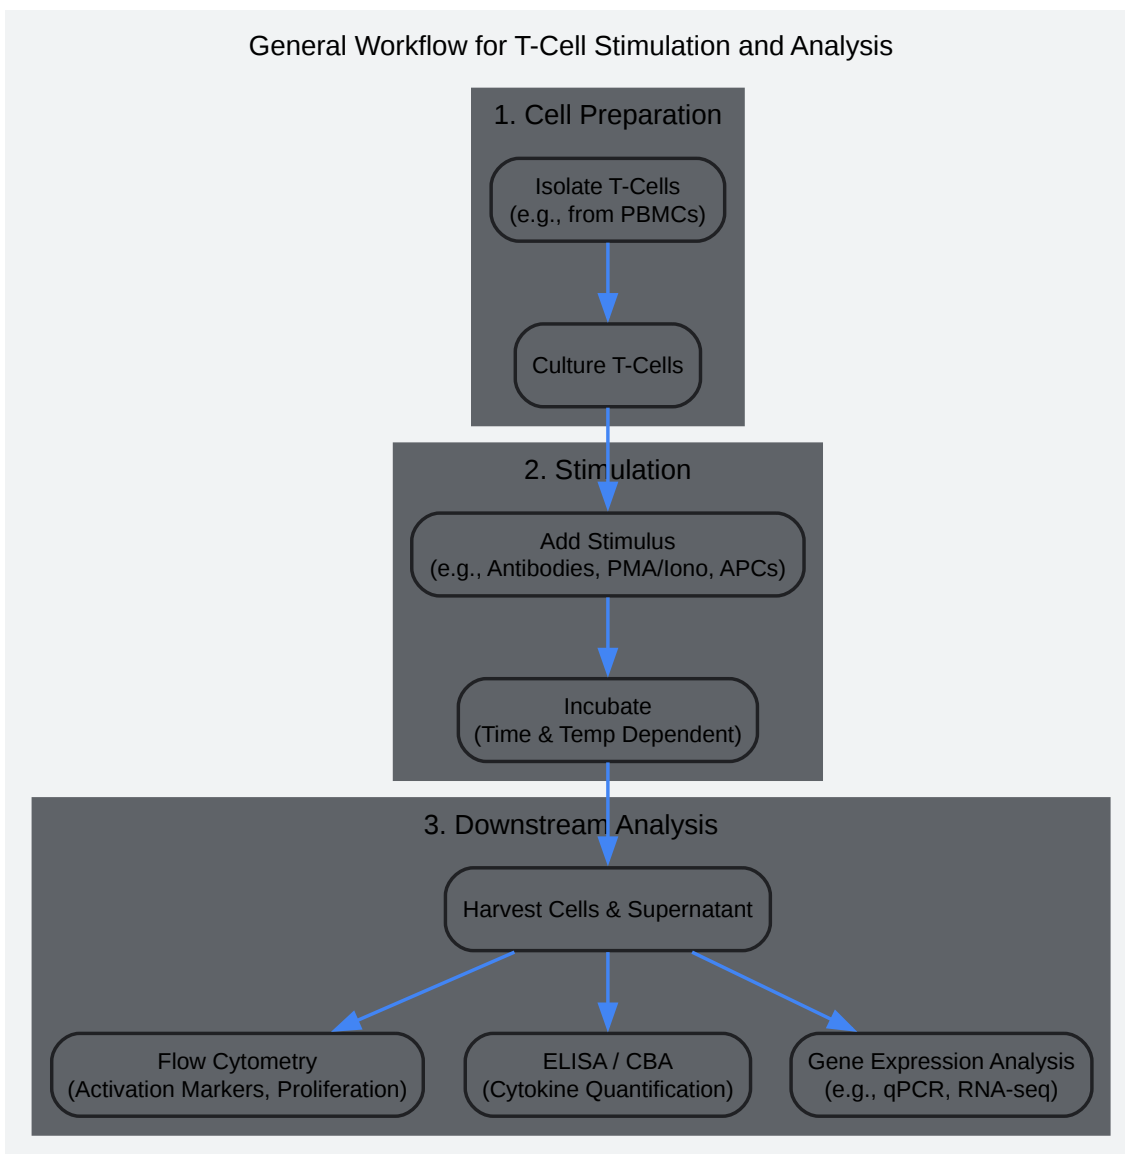 General Workflow for T-Cell Stimulation and Analysis
1. Cell Preparation
Isolate T-Cells
(e.g., from PBMCs)
Culture T-Cells
2. Stimulation
Add Stimulus
(e.g., Antibodies, PMA/Iono, APCs)
Incubate
(Time & Temp Dependent)
3. Downstream Analysis
Harvest Cells & Supernatant
Flow Cytometry
(Activation Markers, Proliferation)
ELISA / CBA
(Cytokine Quantification)
Gene Expression Analysis
(e.g., qPCR, RNA-seq)